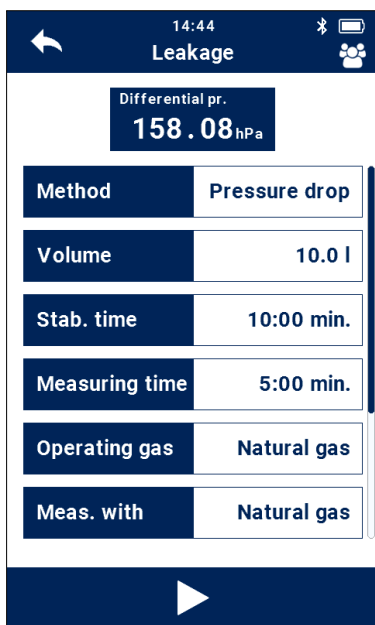 14:44
Leakage
Differential pr.
158.08hPa
Method Pressure drop
Volume 10.0 l
Stab. time 10:00 min.
Measuring time 5:00 min.
Operating gas Natural gas
Meas. with Natural gas